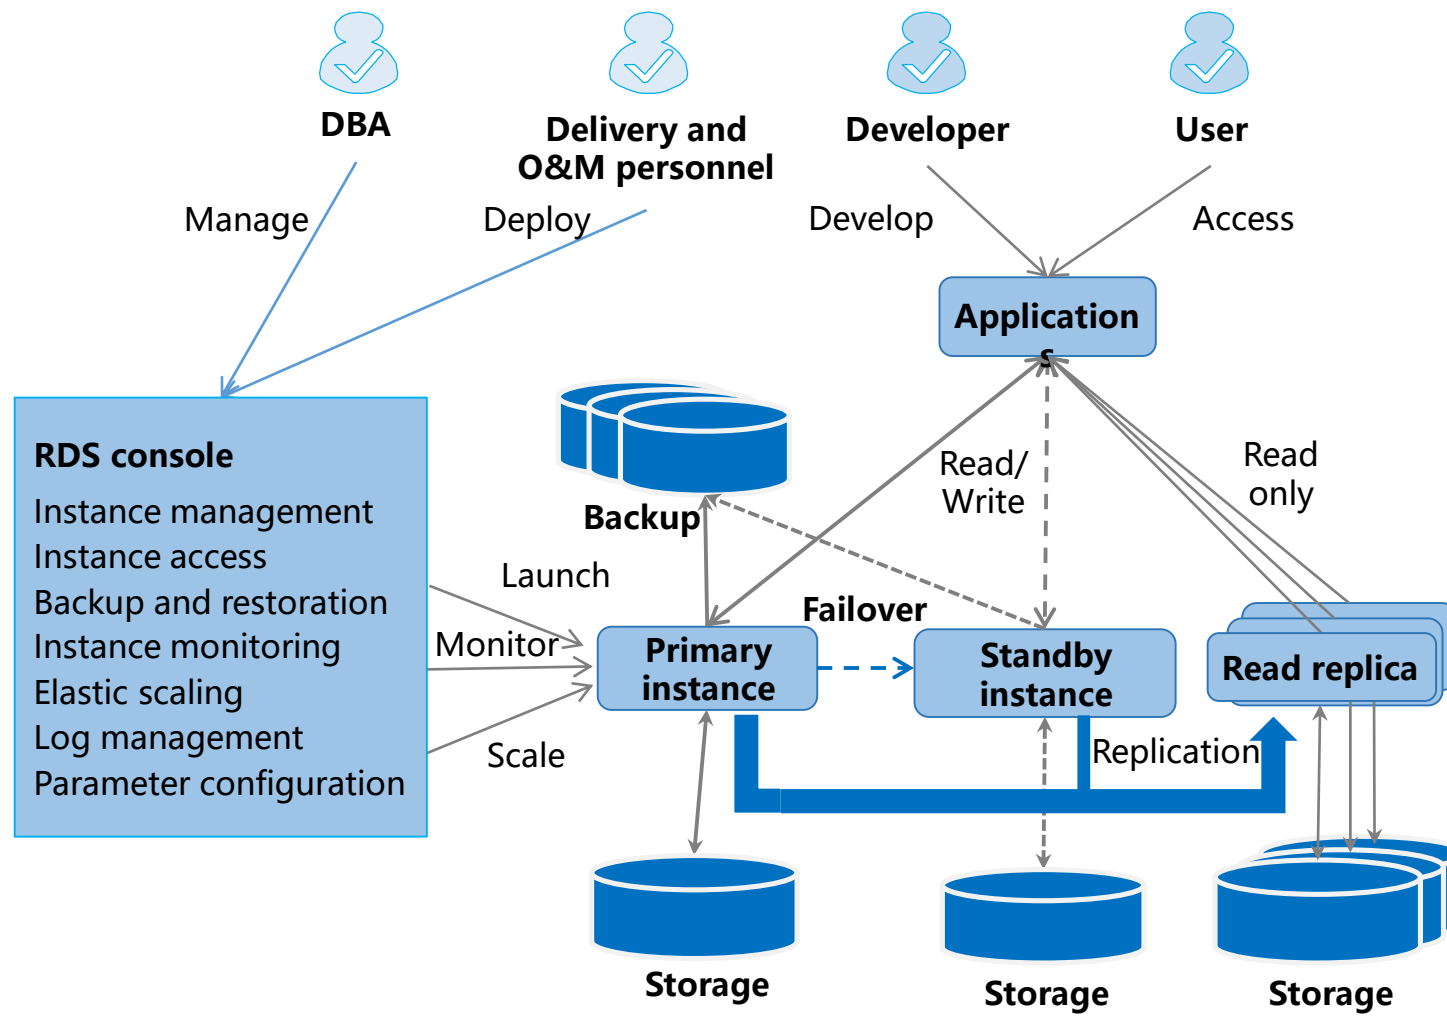 DBA
Delivery and
O&M personnel
Developer
User
Manage
Deploy
Develop
Access
Application
s
RDS console
Instance management
Instance access
Backup and restoration
Instance monitoring
Elastic scaling
Log management
Parameter configuration
Backup
Read/
Write
Read
only
Launch
Monitor
Scale
Failover
Primary
instance
Standby
instance
Read replica
Replication
Storage
Storage
Storage